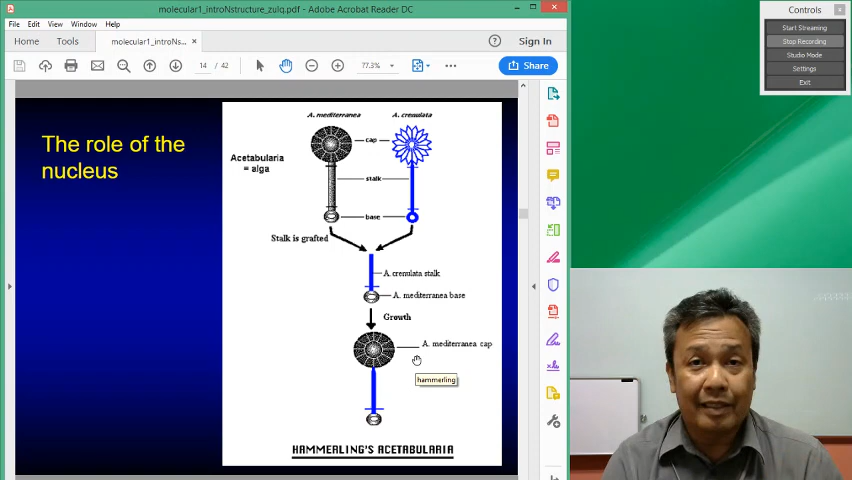 molecular1_introNstructure_zulq.pdf - Adobe Acrobat Reader DC
File Edit View Window Help
Home Tools molecular1_introNs... × Sign In
14 / 42 77.3% Share
The role of the
nucleus
A. mediterranea A. crenulata
cap
Acetabularia
= alga
stalk
base
Stalk is grafted
A. crenulata stalk
A. mediterranea base
Growth
A. mediterranea cap
hammerling
HAMMERLING'S ACETABULARIA
Controls
Start Streaming
Stop Recording
Studio Mode
Settings
Exit